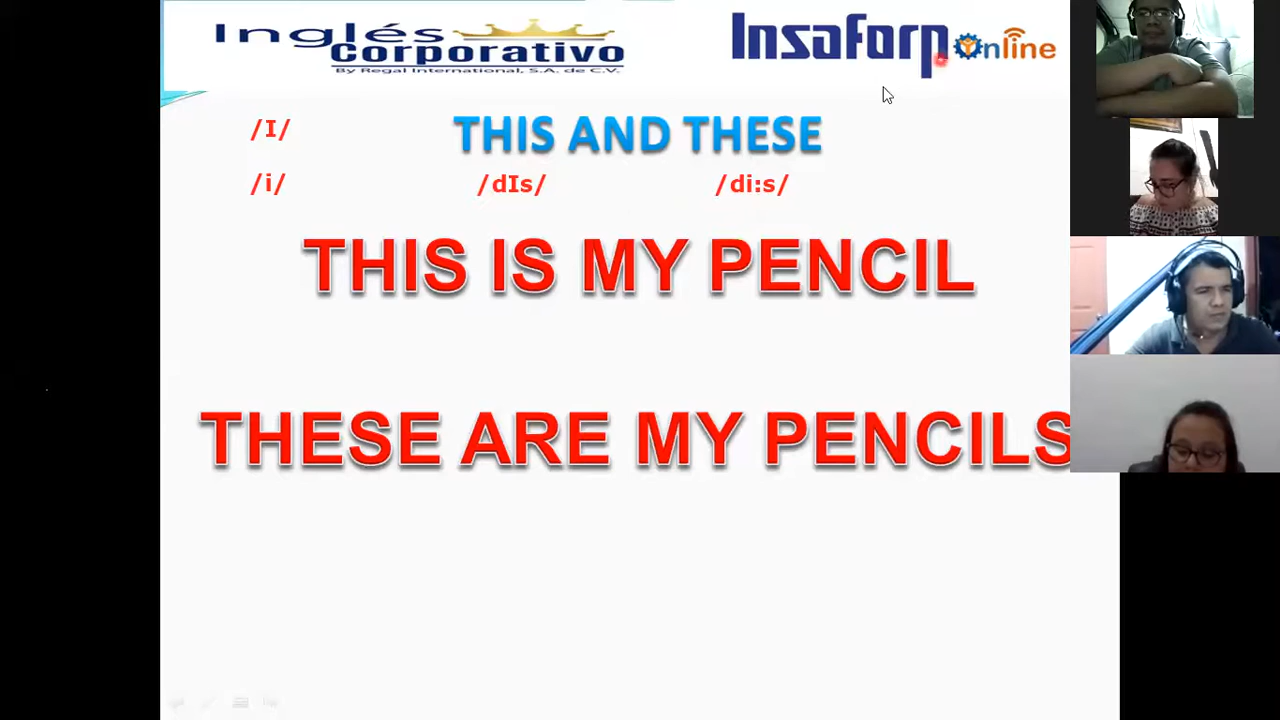 Inglés
Corporativo
By Regal International, S.A. de C.V.
Insaforp Online
/I/
THIS AND THESE
/i/ /dIs/ /di:s/
THIS IS MY PENCIL
THESE ARE MY PENCILS